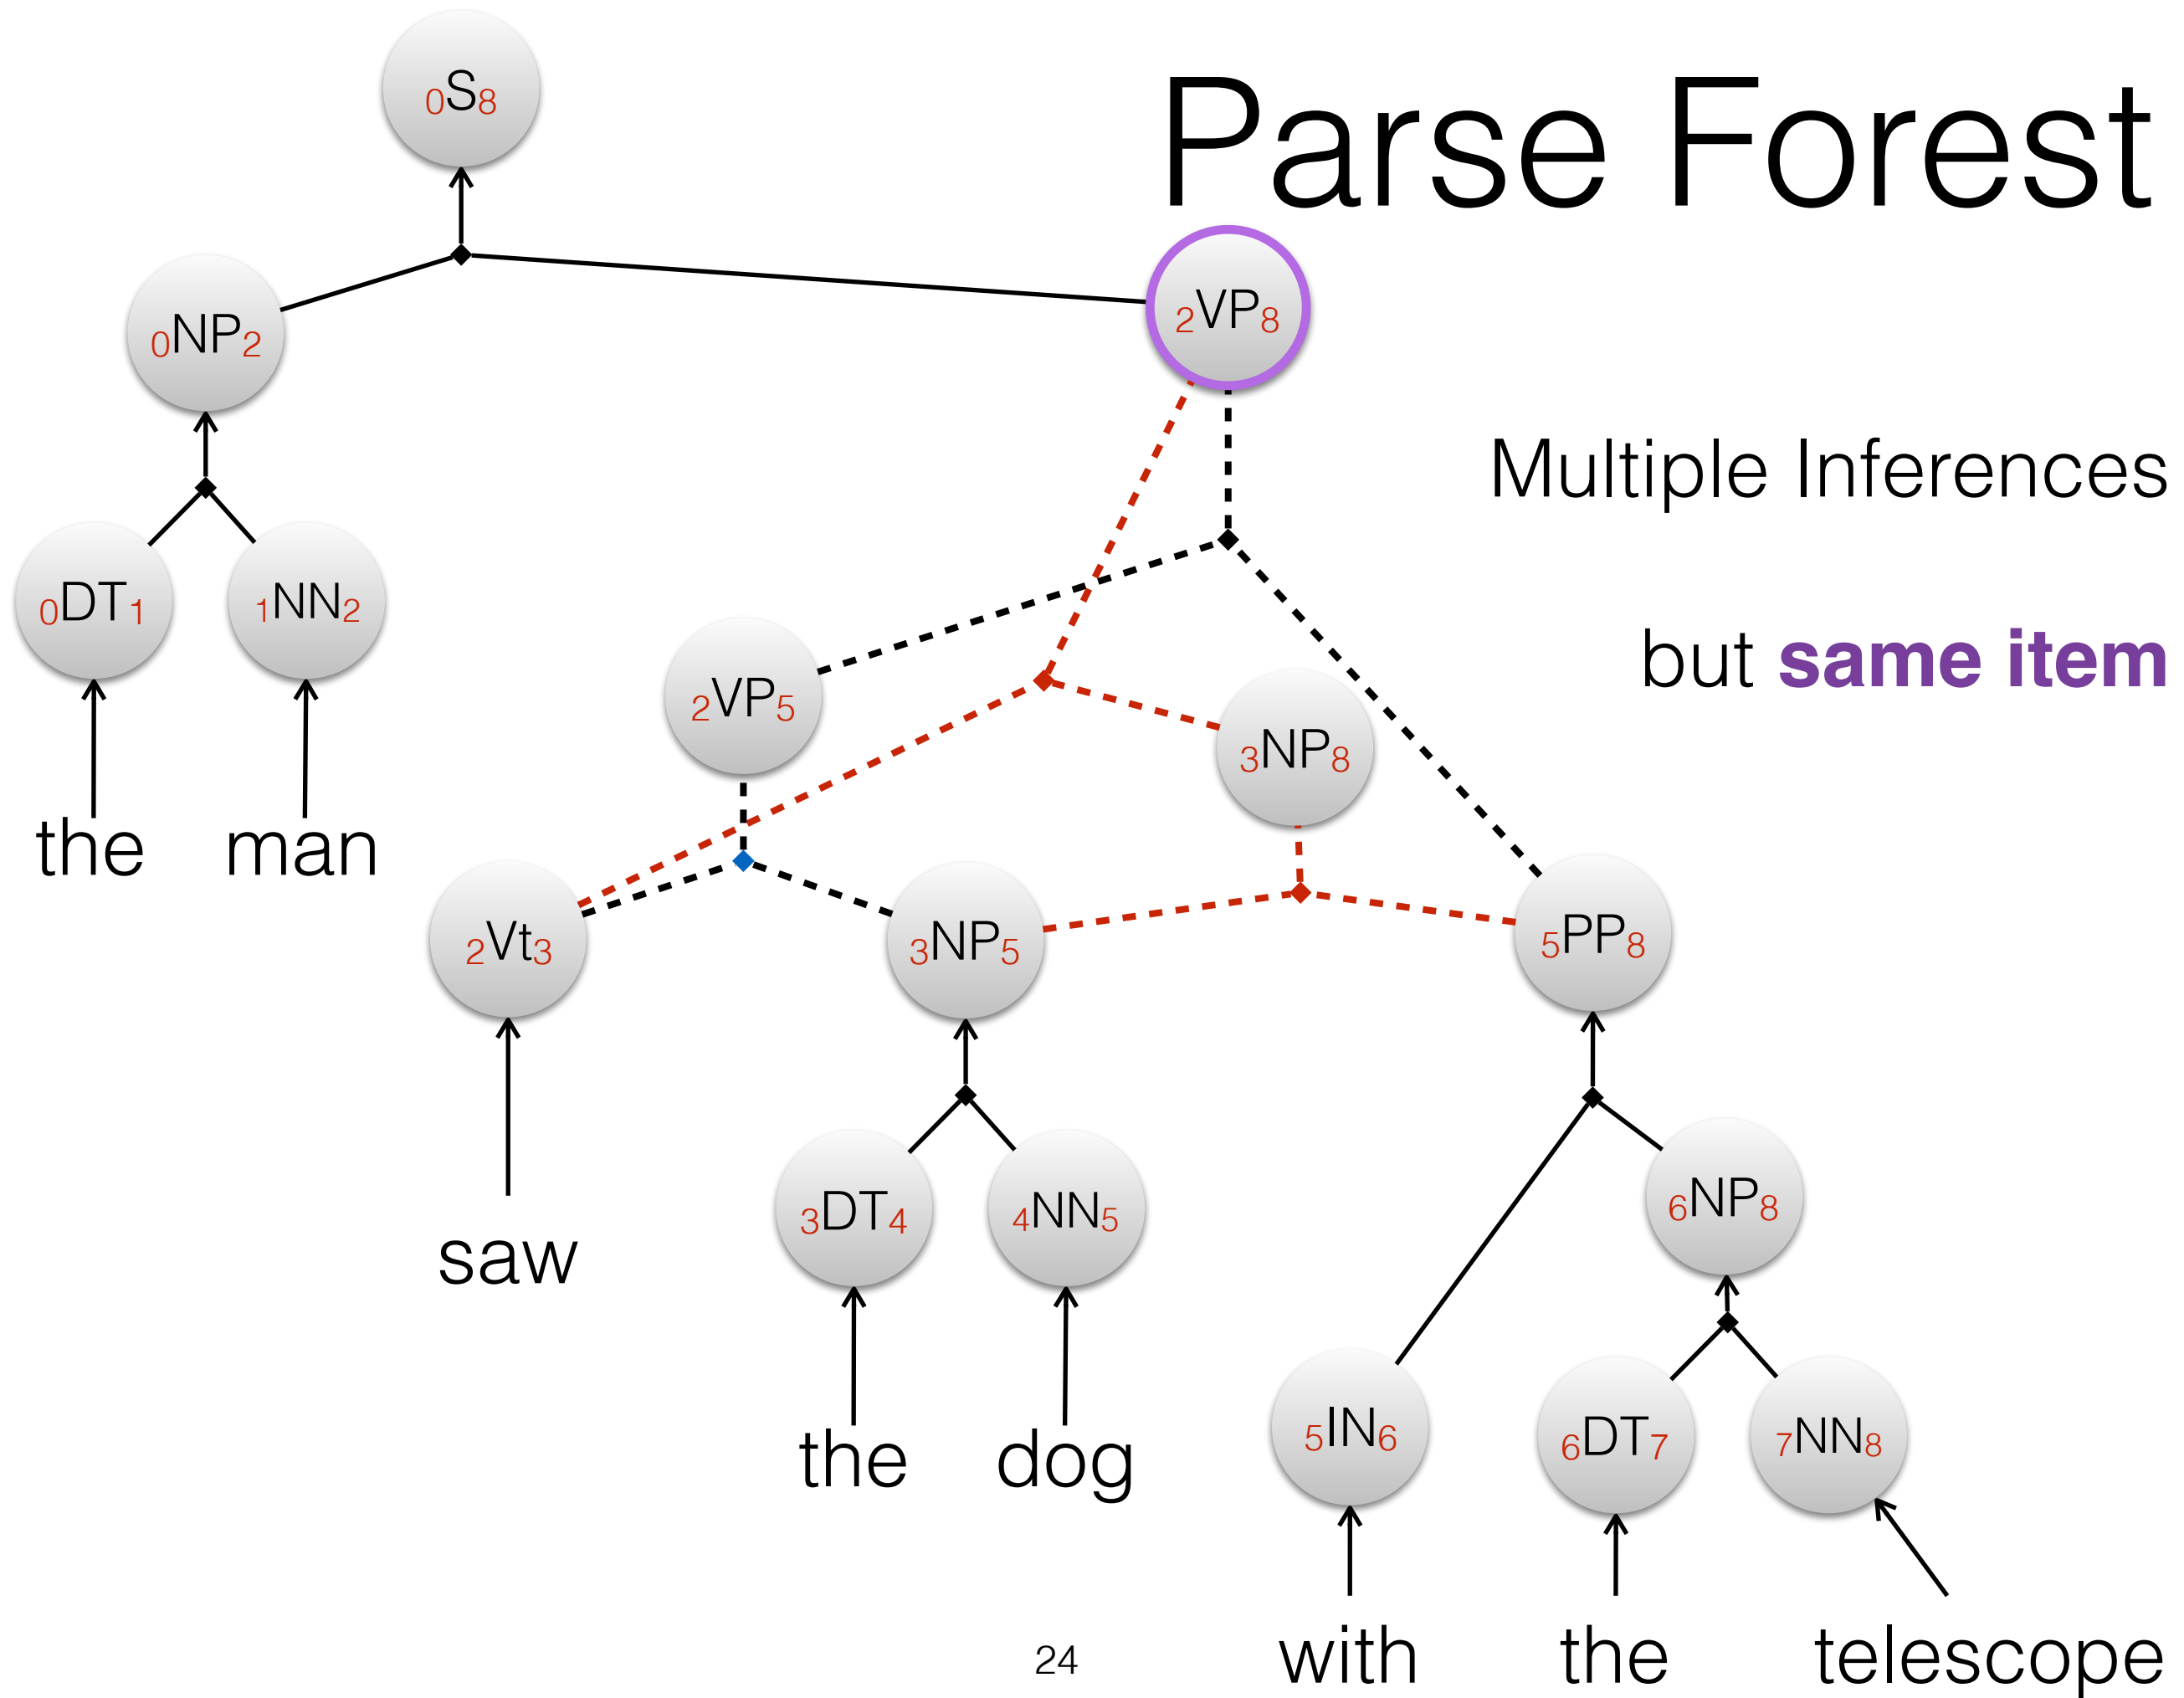 Parse Forest
0S8
0NP2
2VP8
Multiple Inferences
but same item
0DT1
1NN2
2VP5
3NP8
the
man
2Vt3
3NP5
5PP8
3DT4
4NN5
6NP8
saw
5IN6
6DT7
7NN8
the
dog
with
the
telescope
24